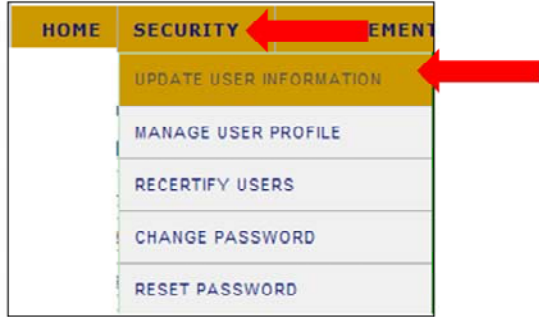 HOME SECURITY EMENT
UPDATE USER INFORMATION
MANAGE USER PROFILE
RECERTIFY USERS
CHANGE PASSWORD
RESET PASSWORD